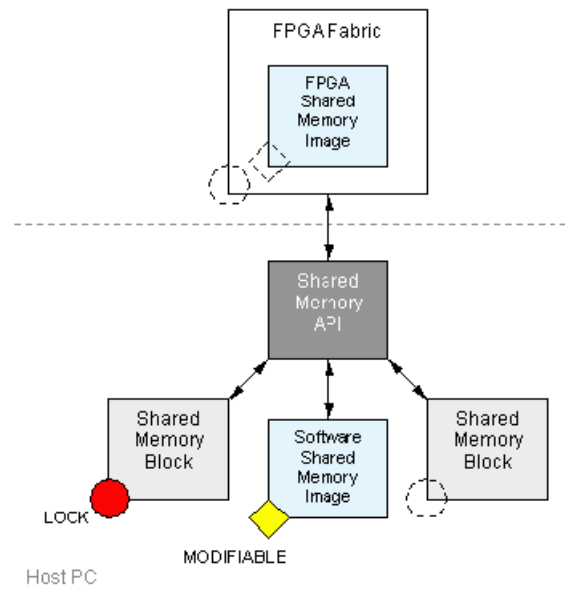 FPGA Fabric
FPGA
Shared
Memory
Image
Shared
Memory
API
Shared
Memory
Block
Software
Shared
Memory
Image
Shared
Memory
Block
LOCK
MODIFIABLE
Host PC